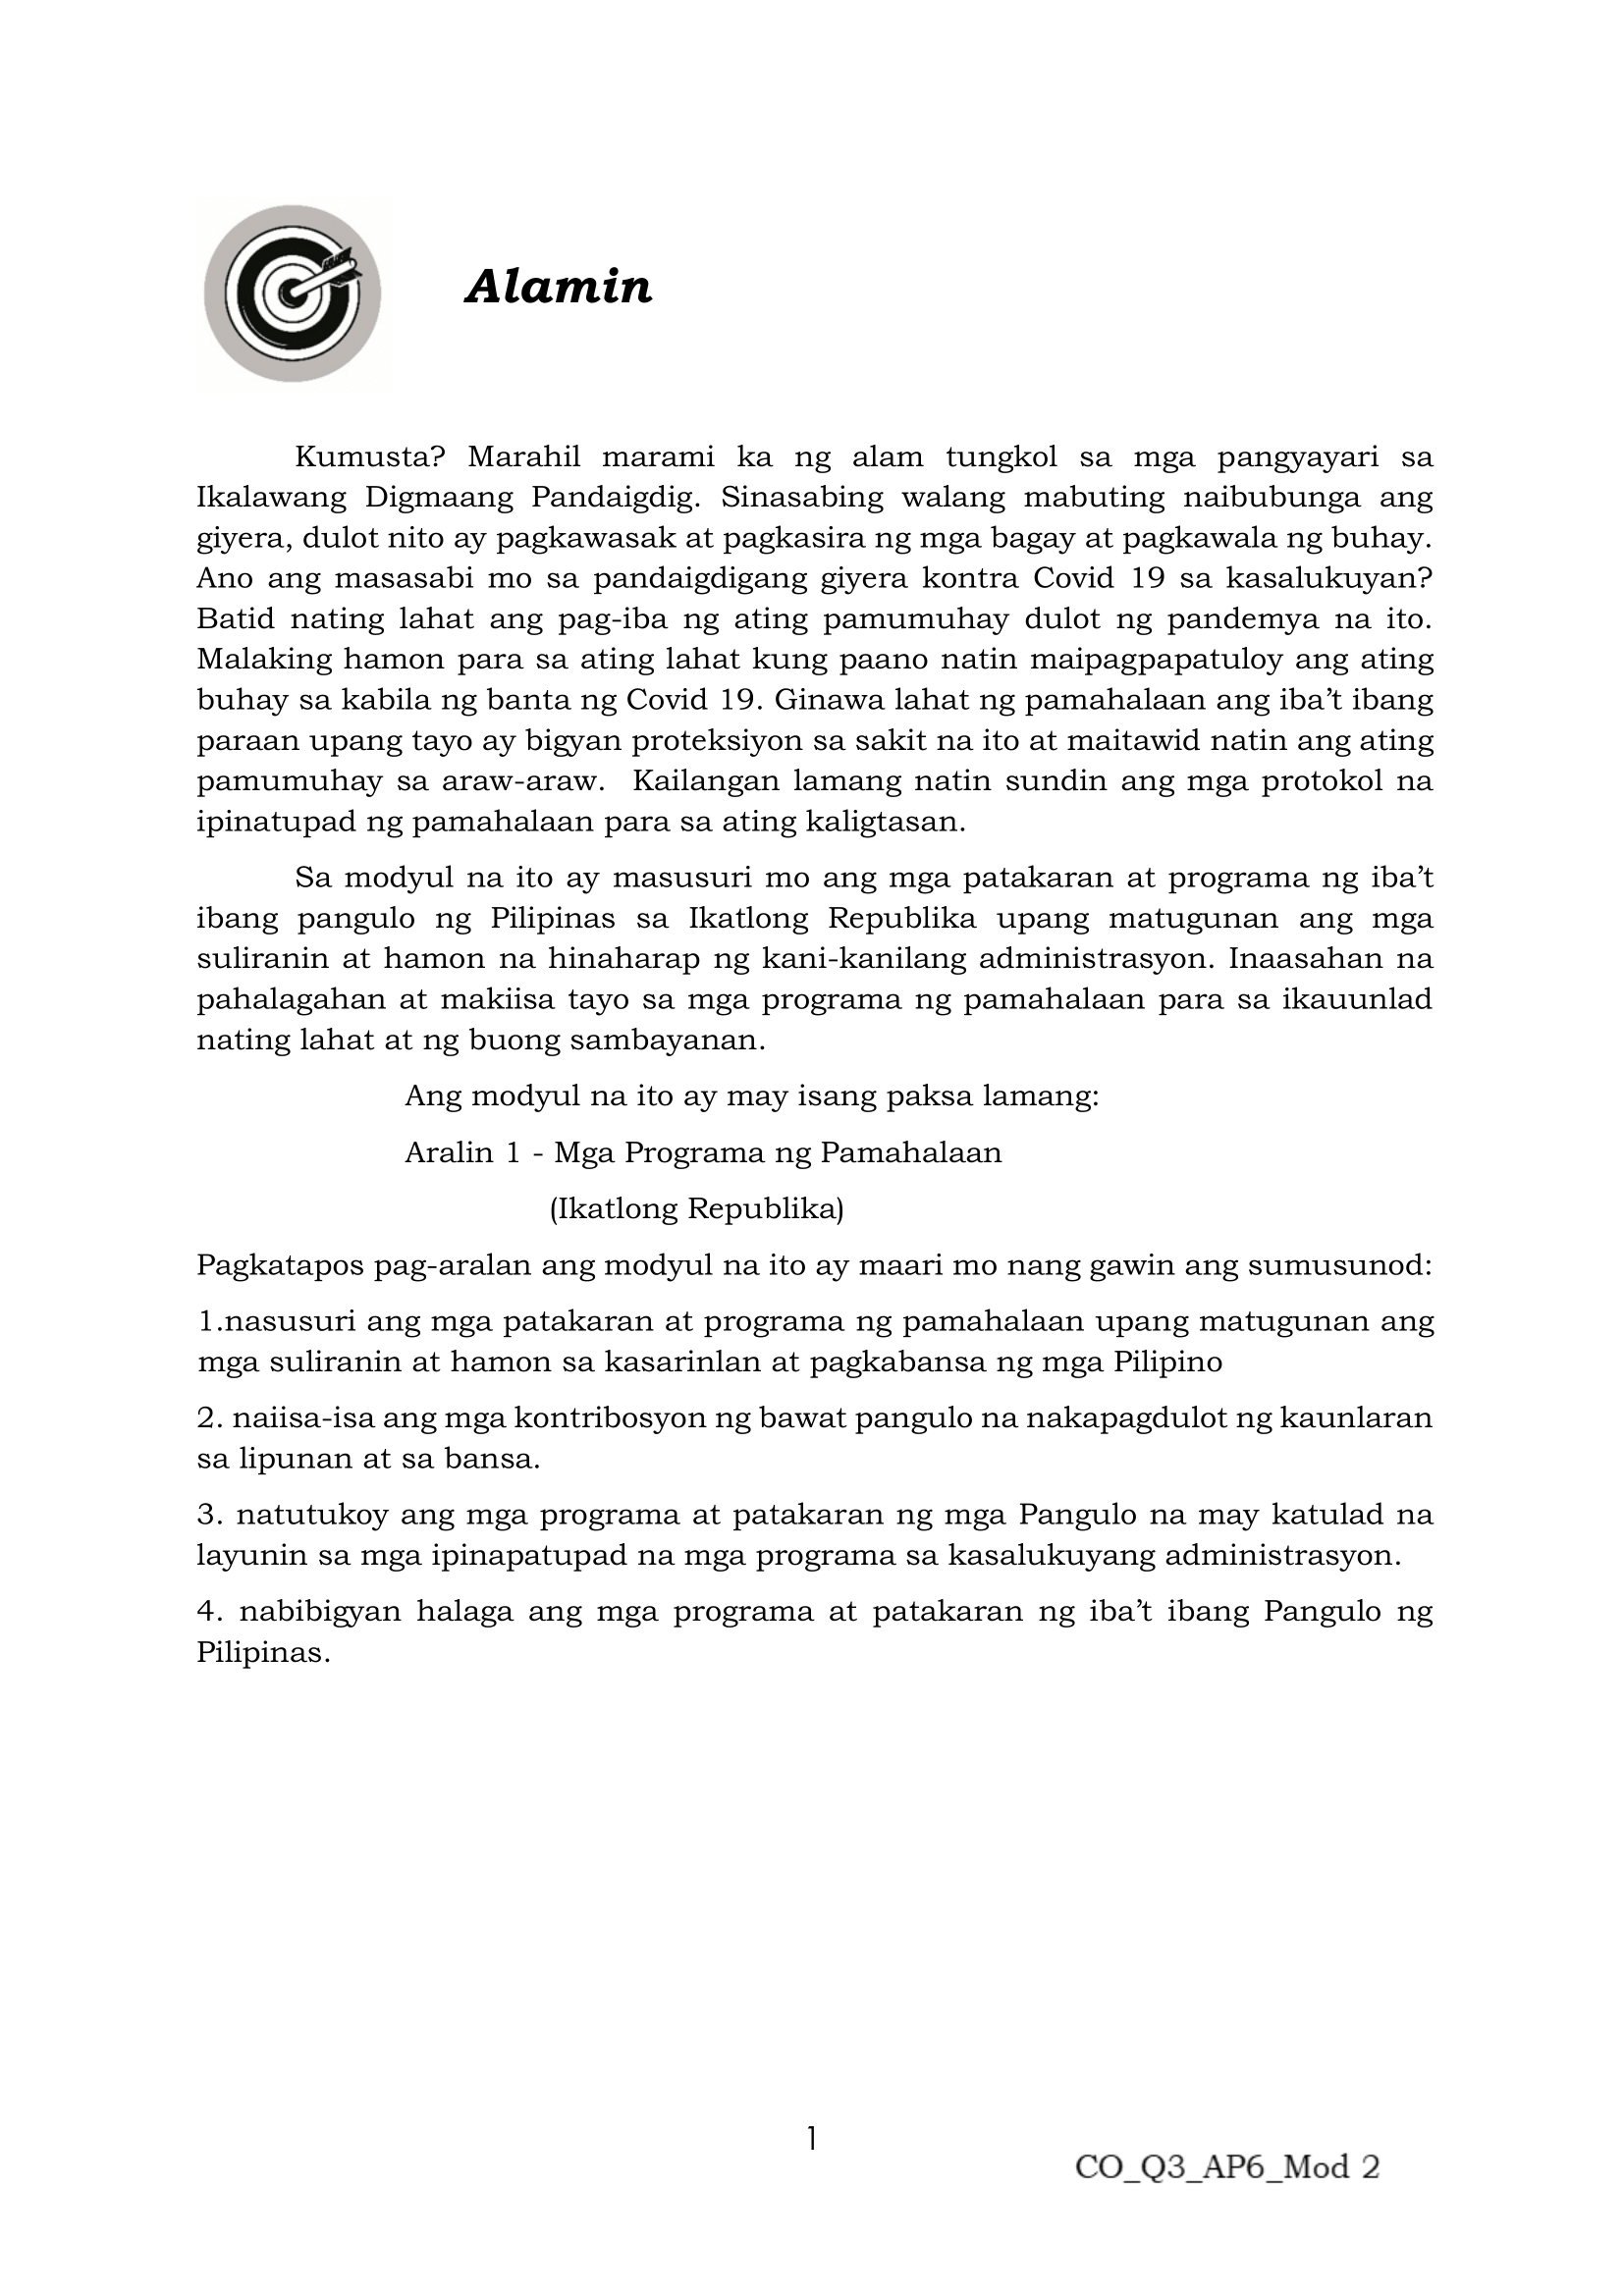 Alamin
Kumusta? Marahil marami ka ng alam tungkol sa mga pangyayari sa
Ikalawang Digmaang Pandaigdig. Sinasabing walang mabuting naibubunga ang
giyera, dulot nito ay pagkawasak at pagkasira ng mga bagay at pagkawala ng buhay.
Ano ang masasabi mo sa pandaigdigang giyera kontra Covid 19 sa kasalukuyan?
Batid nating lahat ang pag-iba ng ating pamumuhay dulot ng pandemya na ito.
Malaking hamon para sa ating lahat kung paano natin maipagpapatuloy ang ating
buhay sa kabila ng banta ng Covid 19. Ginawa lahat ng pamahalaan ang iba’t ibang
paraan upang tayo ay bigyan proteksiyon sa sakit na ito at maitawid natin ang ating
pamumuhay sa araw-araw.  Kailangan lamang natin sundin ang mga protokol na
ipinatupad ng pamahalaan para sa ating kaligtasan.
Sa modyul na ito ay masusuri mo ang mga patakaran at programa ng iba’t
ibang pangulo ng Pilipinas sa Ikatlong Republika upang matugunan ang mga
suliranin at hamon na hinaharap ng kani-kanilang administrasyon. Inaasahan na
pahalagahan at makiisa tayo sa mga programa ng pamahalaan para sa ikauunlad
nating lahat at ng buong sambayanan.
Ang modyul na ito ay may isang paksa lamang:
Aralin 1 - Mga Programa ng Pamahalaan
(Ikatlong Republika)
Pagkatapos pag-aralan ang modyul na ito ay maari mo nang gawin ang sumusunod:
1.nasusuri ang mga patakaran at programa ng pamahalaan upang matugunan ang
mga suliranin at hamon sa kasarinlan at pagkabansa ng mga Pilipino
2. naiisa-isa ang mga kontribosyon ng bawat pangulo na nakapagdulot ng kaunlaran
sa lipunan at sa bansa.
3. natutukoy ang mga programa at patakaran ng mga Pangulo na may katulad na
layunin sa mga ipinapatupad na mga programa sa kasalukuyang administrasyon.
4. nabibigyan halaga ang mga programa at patakaran ng iba’t ibang Pangulo ng
Pilipinas.
1
CO_Q3_AP6_Mod 2